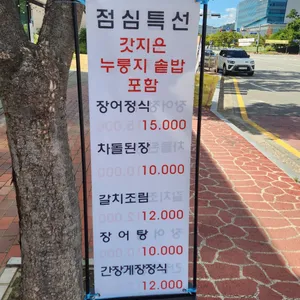 점심특선
갓지은
누룽지 솥밥
포함
장어정식
15.000
차돌된장
10.000
갈치조림
12.000
장어탕
10.000
간장게장정식
12.000